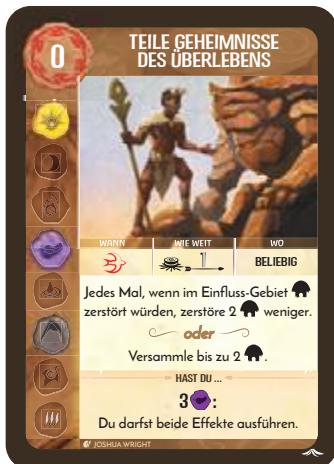 0
TEILE GEHEIMNISSE
DES ÜBERLEBENS
WANN
WIE WEIT
WO
1
BELIEBIG
Jedes Mal, wenn im Einfluss-Gebiet
zerstört würden, zerstöre 2 weniger.
oder
Versammle bis zu 2 .
HAST DU ...
3 :
Du darfst beide Effekte ausführen.
JOSHUA WRIGHT